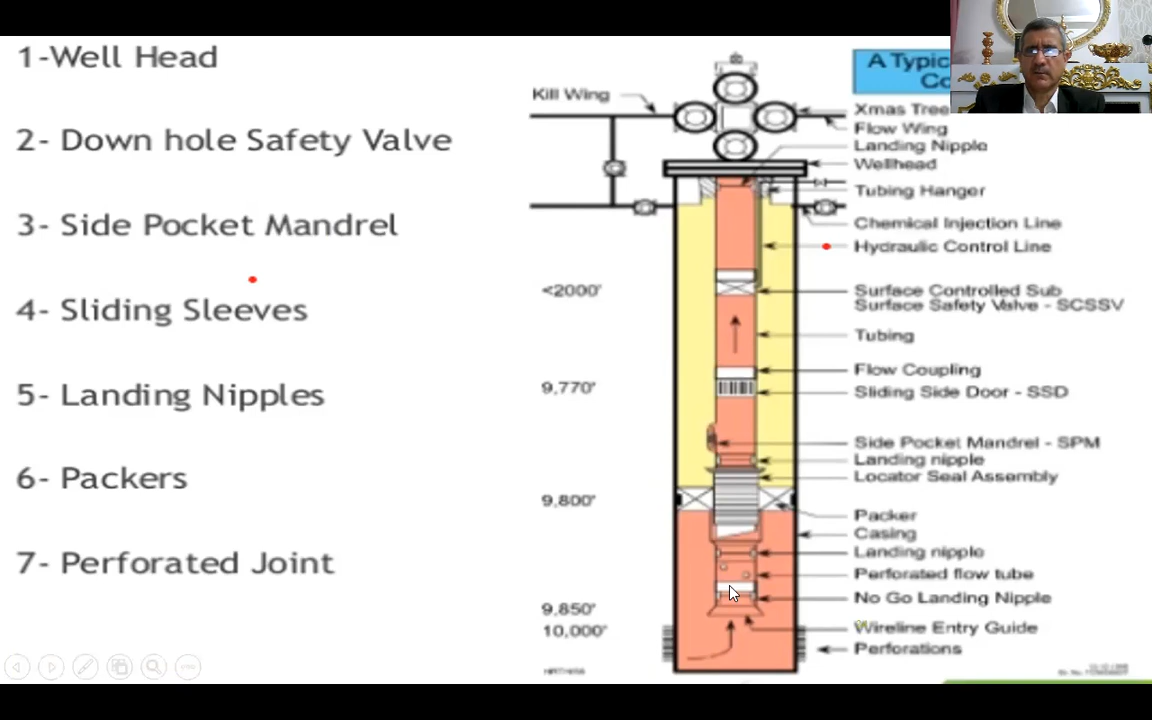 1-Well Head
2- Down hole Safety Valve
3- Side Pocket Mandrel
4- Sliding Sleeves
5- Landing Nipples
6- Packers
7- Perforated Joint
A Typic
Co
Kill Wing
Xmas Tree
Flow Wing
Landing Nipple
Wellhead
Tubing Hanger
Chemical Injection Line
Hydraulic Control Line
<2000'
Surface Controlled Sub
Surface Safety Valve - SCSSV
Tubing
Flow Coupling
9,770'
Sliding Side Door - SSD
Side Pocket Mandrel - SPM
Landing nipple
Locator Seal Assembly
9,800'
Packer
Casing
Landing nipple
Perforated flow tube
No Go Landing Nipple
9,850'
Wireline Entry Guide
10,000'
Perforations